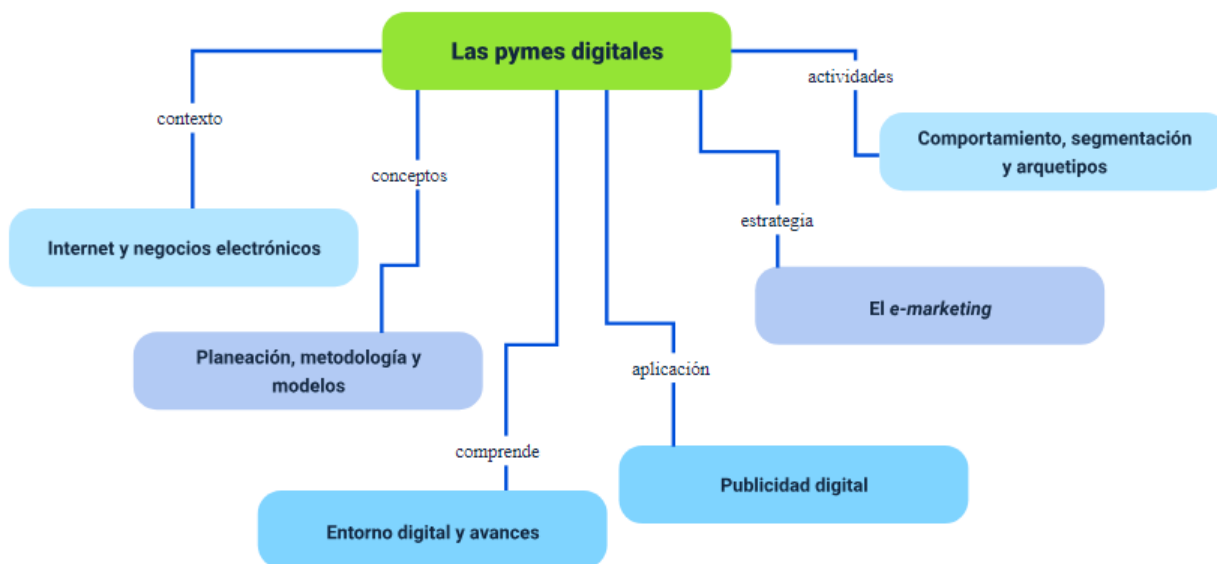 Las pymes digitales
actividades
contexto
Comportamiento, segmentación
y arquetipos
conceptos
estrategia
Internet y negocios electrónicos
El e-marketing
Planeación, metodología y
modelos
aplicación
comprende
Publicidad digital
Entorno digital y avances